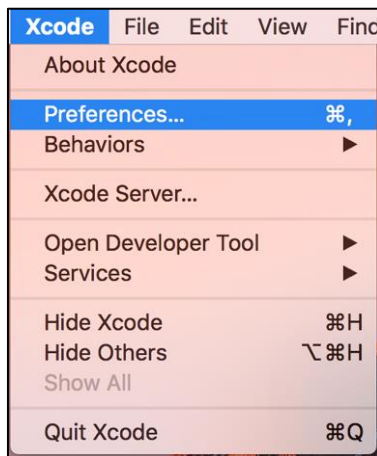 Xcode File Edit View Find
About Xcode
Preferences... ⌘,
Behaviors ▶
Xcode Server...
Open Developer Tool ▶
Services ▶
Hide Xcode ⌘H
Hide Others ⌥⌘H
Show All
Quit Xcode ⌘Q